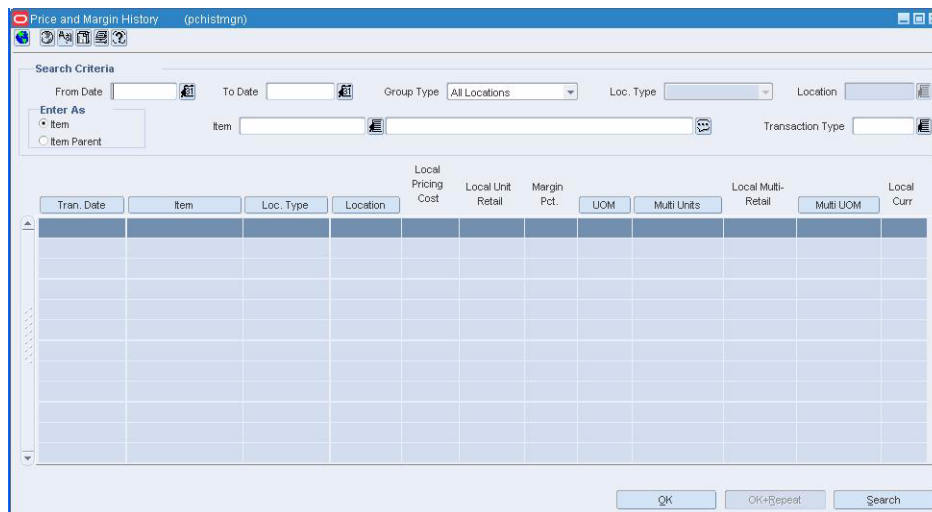 Price and Margin History (pchistmgn)
Search Criteria
From Date To Date Group Type All Locations Loc. Type Location
Enter As
Item
Item Parent
Item Transaction Type
Tran. Date Item Loc. Type Location Local Pricing Cost Local Unit Retail Margin Pct. UOM Multi Units Local Multi-Retail Multi UOM Local Curr
OK OK+Repeat Search